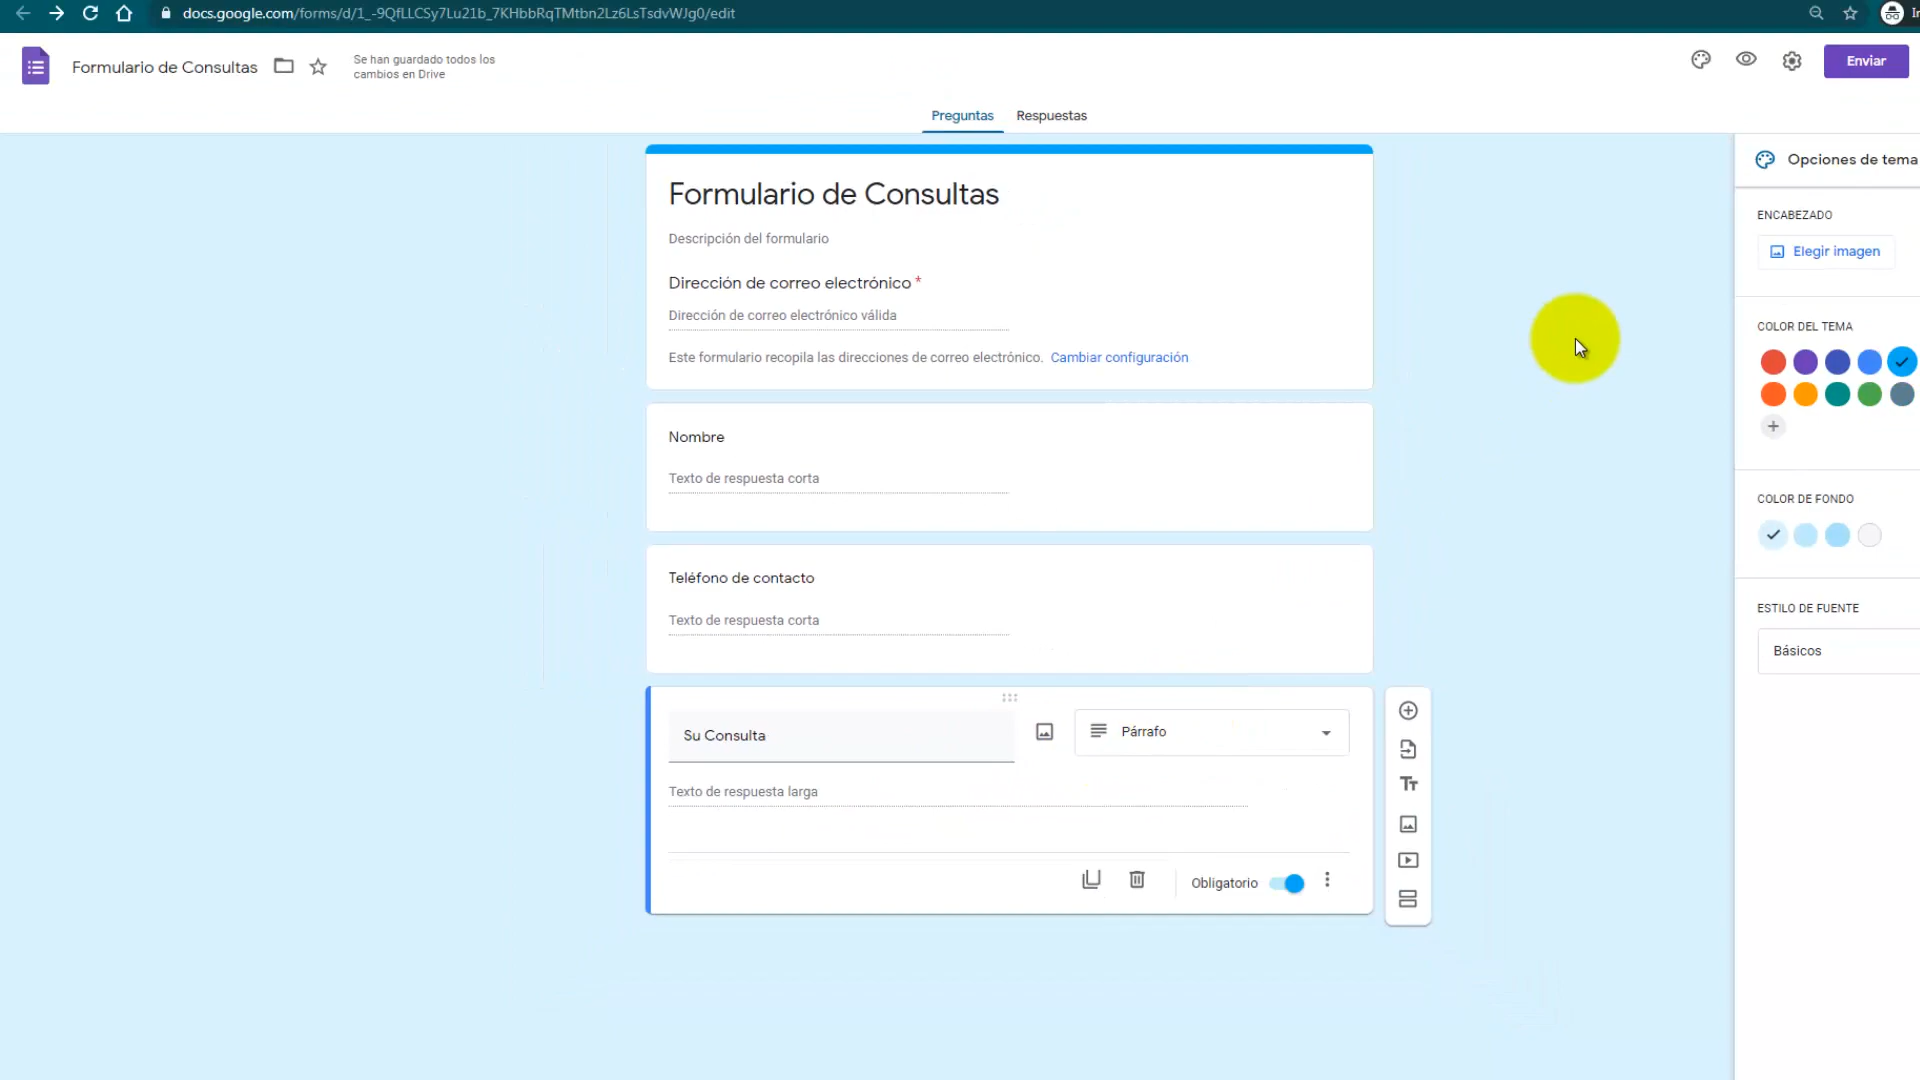 docs.google.com/forms/d/1_-9QfLLCSy7Lu21b_7KHbbRqTMtbn2Lz6LsTsdvWJg0/edit
Formulario de Consultas
Se han guardado todos los
cambios en Drive
Enviar
Preguntas
Respuestas
Formulario de Consultas
Descripción del formulario
Dirección de correo electrónico *
Dirección de correo electrónico válida
Este formulario recopila las direcciones de correo electrónico. Cambiar configuración
Nombre
Texto de respuesta corta
Teléfono de contacto
Texto de respuesta corta
Su Consulta
Párrafo
Texto de respuesta larga
Obligatorio
Opciones de tema
ENCABEZADO
Elegir imagen
COLOR DEL TEMA
COLOR DE FONDO
ESTILO DE FUENTE
Básicos